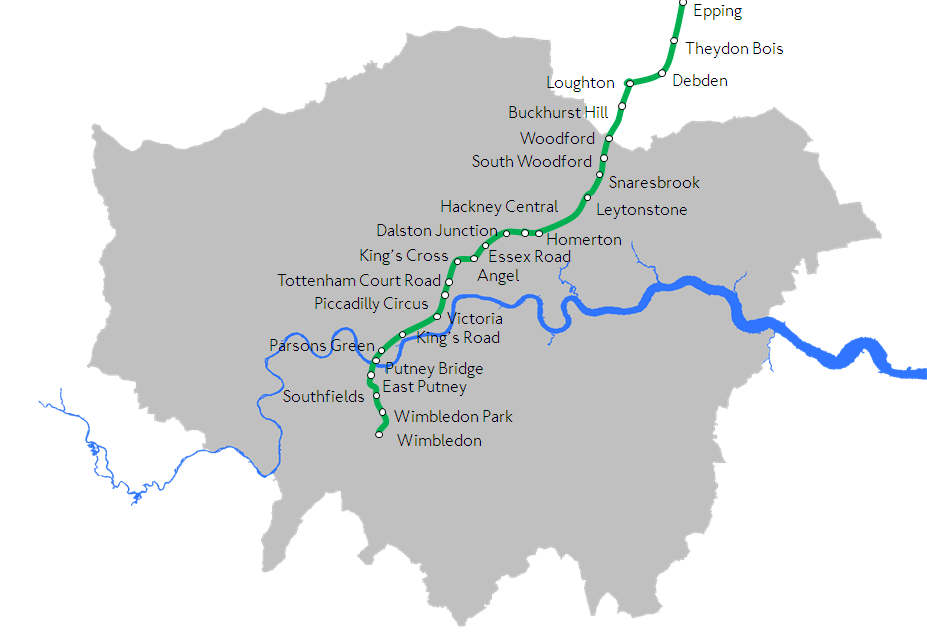 Epping
Theydon Bois
Loughton
Debden
Buckhurst Hill
Woodford
South Woodford
Snaresbrook
Hackney Central
Leytonstone
Dalston Junction
Homerton
King's Cross
Essex Road
Angel
Tottenham Court Road
Piccadilly Circus
Victoria
King's Road
Parsons Green
Putney Bridge
East Putney
Southfields
Wimbledon Park
Wimbledon